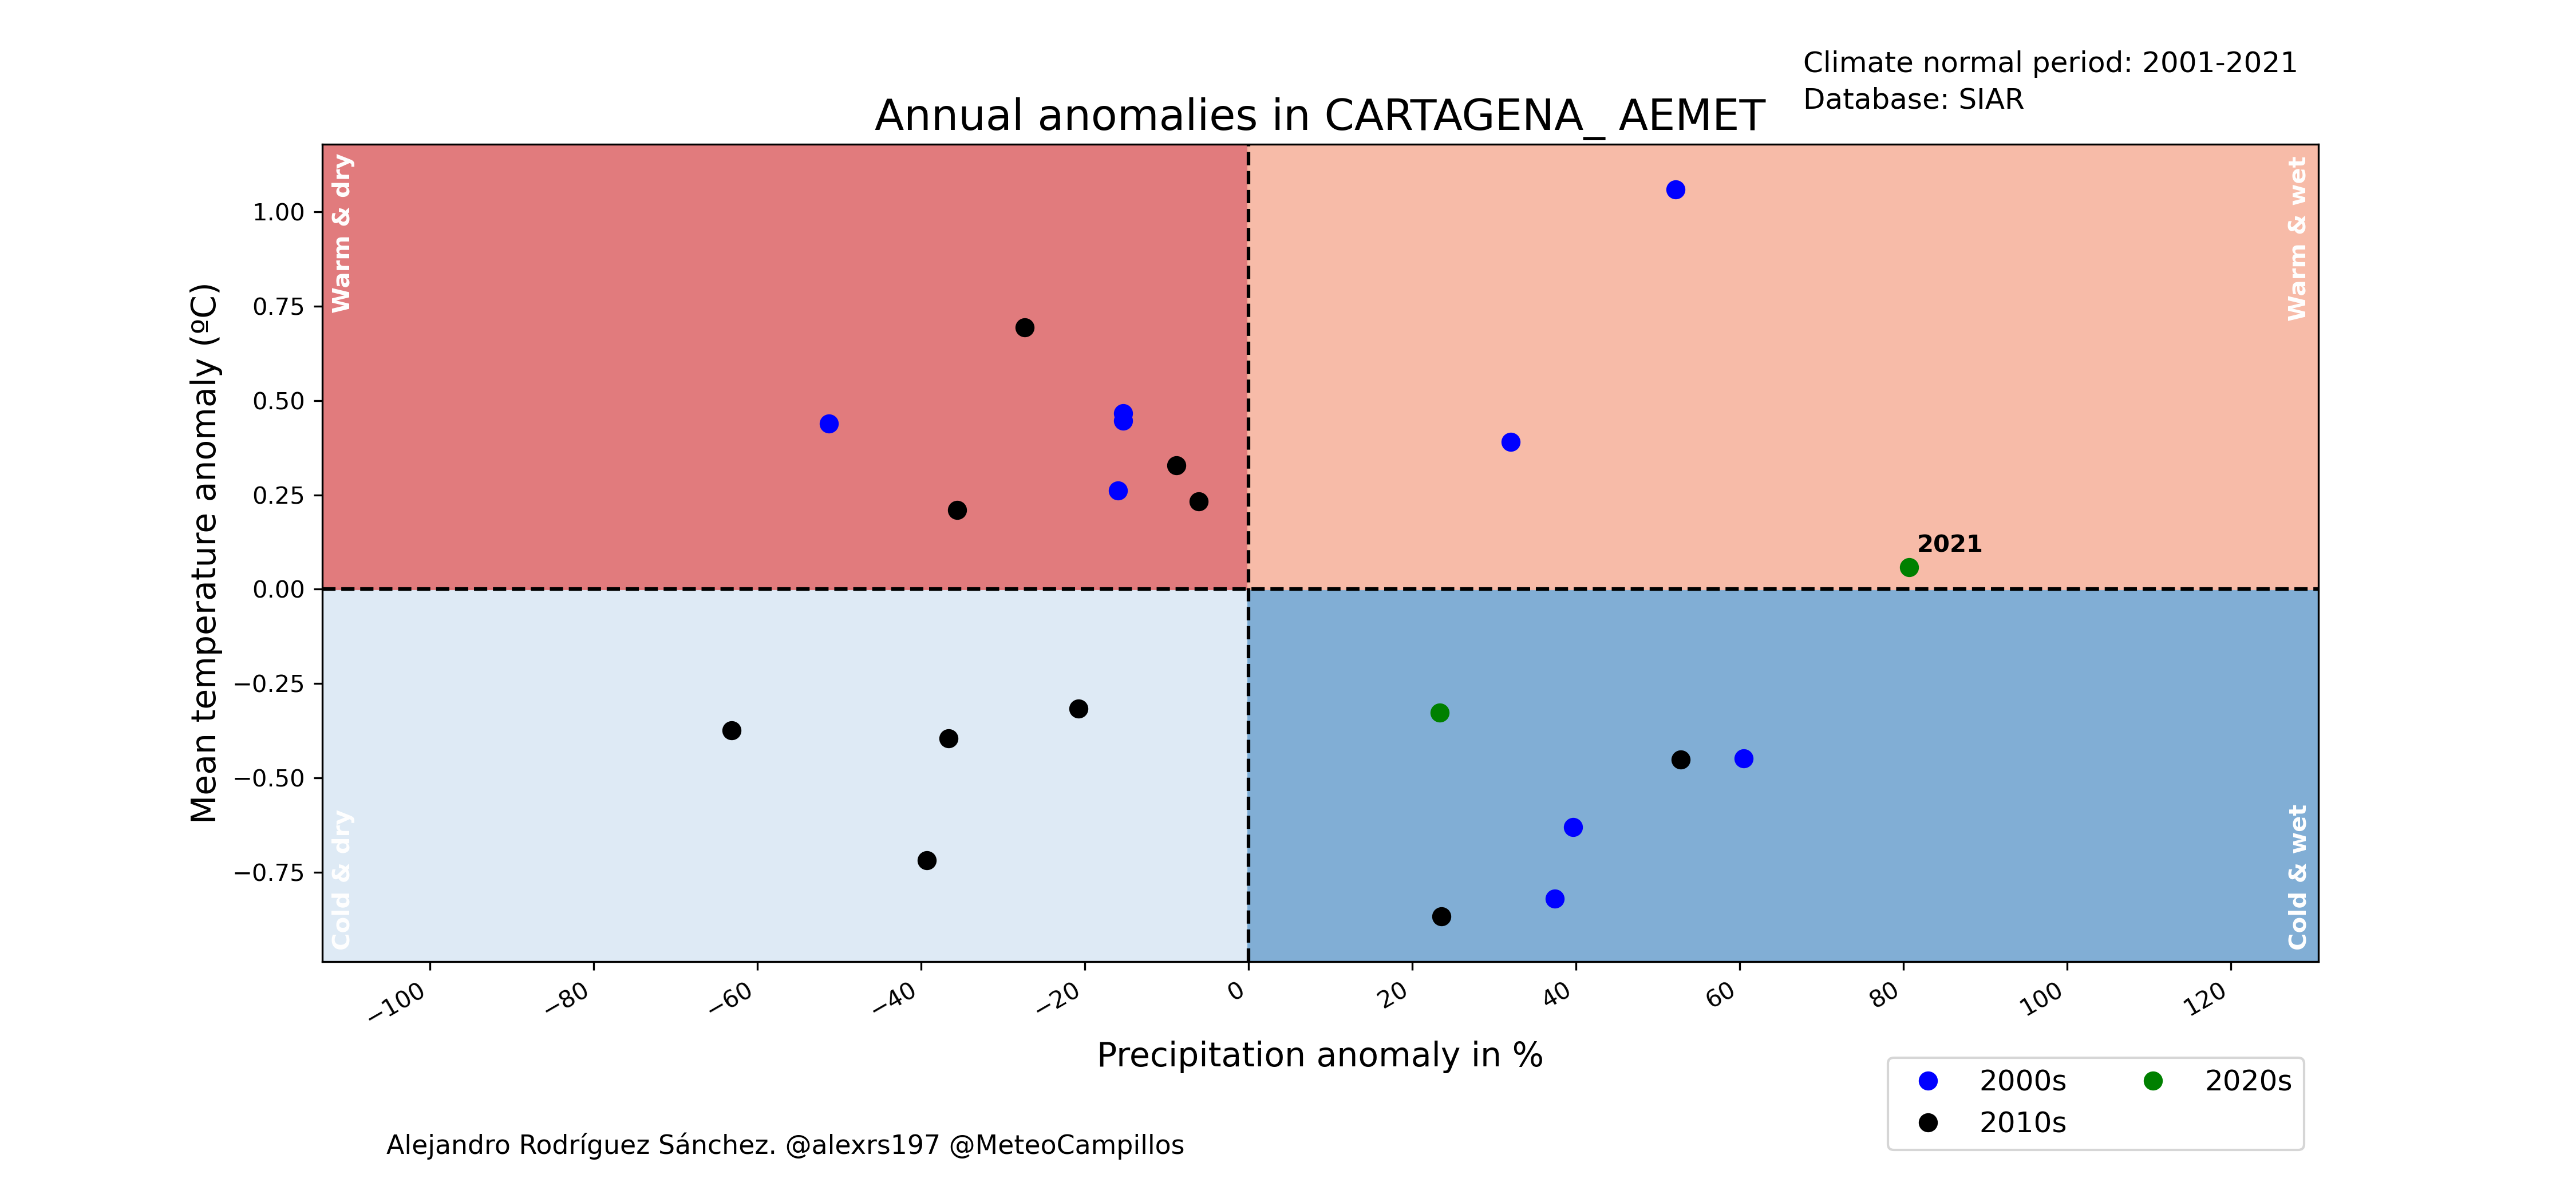 Climate normal period: 2001-2021
Database: SIAR
Annual anomalies in CARTAGENA_ AEMET
Warm & dry
Warm & wet
Cold & dry
Cold & wet
2021
Mean temperature anomaly (ºC)
1.00
0.75
0.50
0.25
0.00
−0.25
−0.50
−0.75
−100
−80
−60
−40
−20
0
20
40
60
80
100
120
Precipitation anomaly in %
2000s
2010s
2020s
Alejandro Rodríguez Sánchez. @alexrs197 @MeteoCampillos